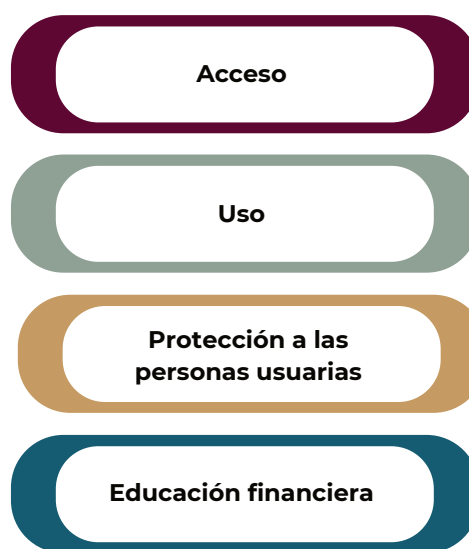 Acceso
Uso
Protección a las
personas usuarias
Educación financiera